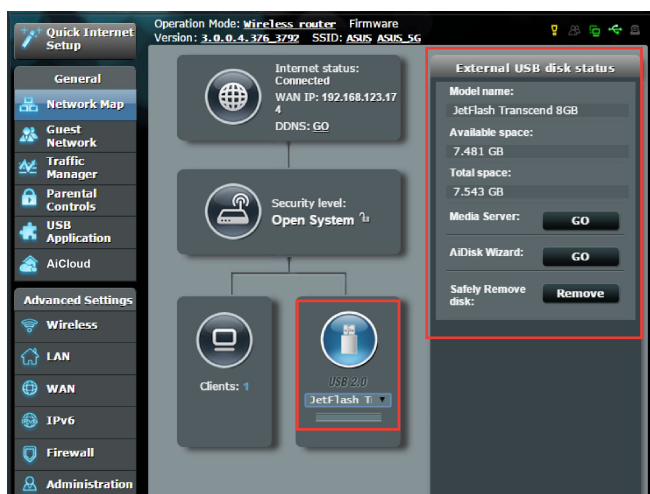 Quick Internet
Setup
General
Network Map
Guest
Network
Traffic
Manager
Parental
Controls
USB
Application
AiCloud
Advanced Settings
Wireless
LAN
WAN
IPv6
Firewall
Administration
Operation Mode: Wireless router Firmware
Version: 3.0.0.4.376_3792 SSID: ASUS ASUS_5G
Internet status:
Connected
WAN IP: 192.168.123.17
4
DDNS: GO
Security level:
Open System
Clients: 1
USB 2.0
JetFlash T
External USB disk status
Model name:
JetFlash Transcend 8GB
Available space:
7.481 GB
Total space:
7.543 GB
Media Server: GO
AiDisk Wizard: GO
Safely Remove
disk: Remove